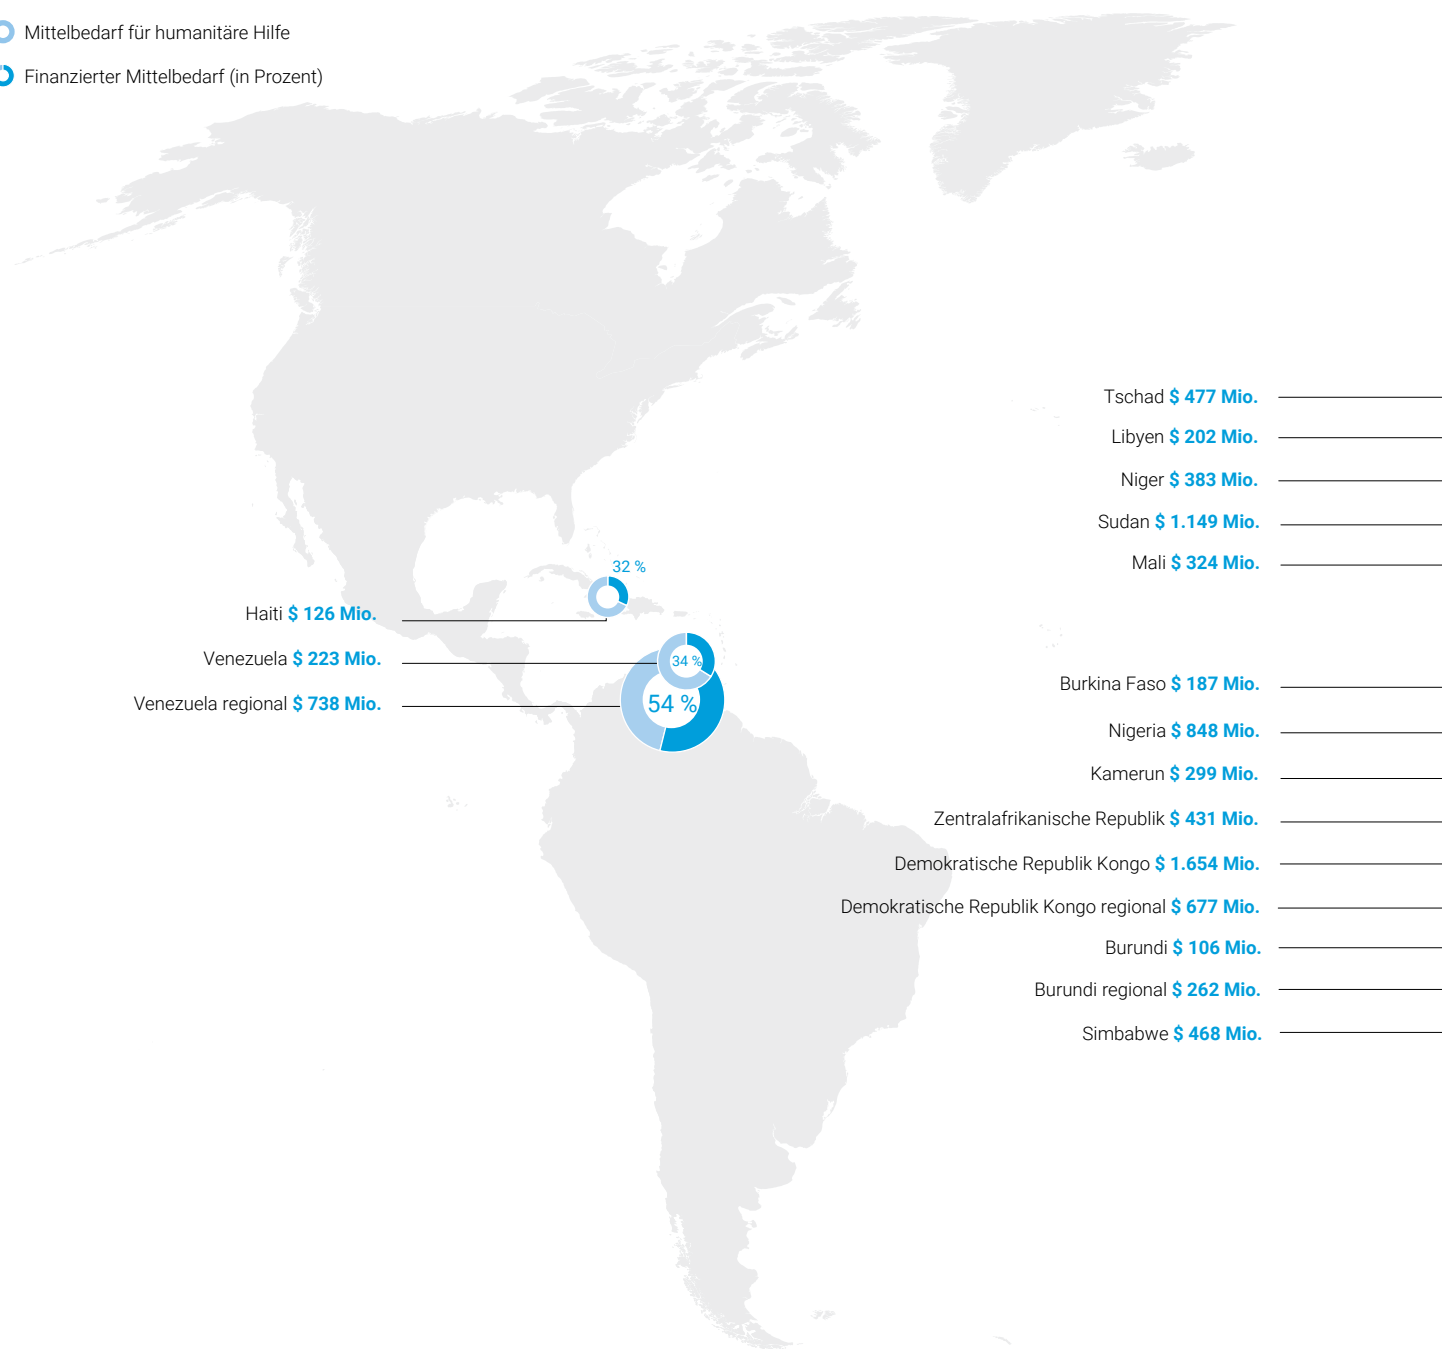 Mittelbedarf für humanitäre Hilfe
Finanzierter Mittelbedarf (in Prozent)
32 %
Haiti $ 126 Mio.
Venezuela $ 223 Mio.
34 %
Venezuela regional $ 738 Mio.
54 %
Tschad $ 477 Mio.
Libyen $ 202 Mio.
Niger $ 383 Mio.
Sudan $ 1.149 Mio.
Mali $ 324 Mio.
Burkina Faso $ 187 Mio.
Nigeria $ 848 Mio.
Kamerun $ 299 Mio.
Zentralafrikanische Republik $ 431 Mio.
Demokratische Republik Kongo $ 1.654 Mio.
Demokratische Republik Kongo regional $ 677 Mio.
Burundi $ 106 Mio.
Burundi regional $ 262 Mio.
Simbabwe $ 468 Mio.